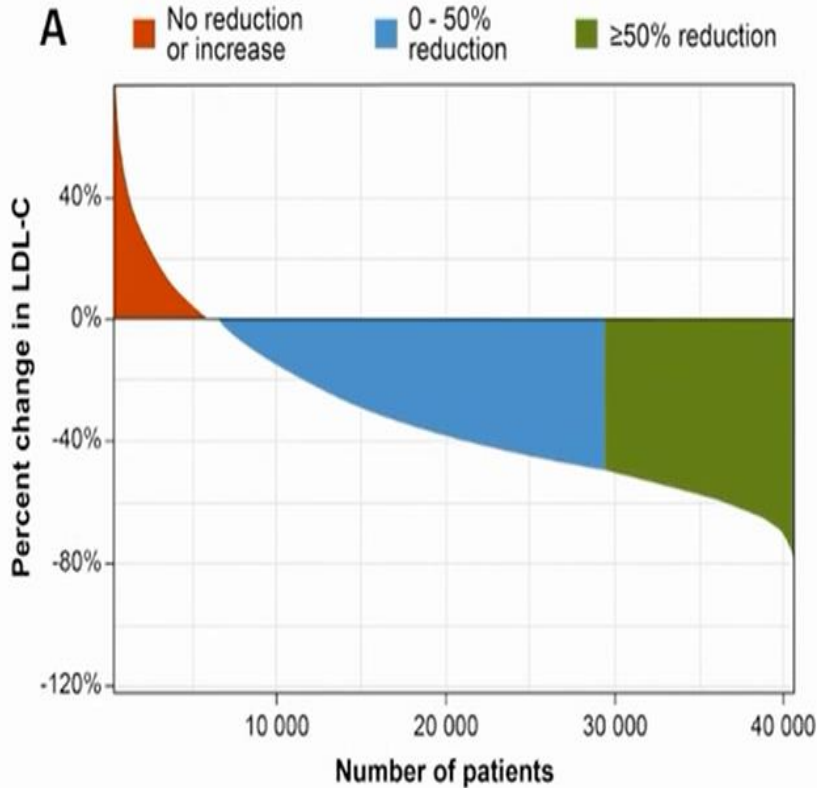 A
No reduction
or increase
0 - 50%
reduction
≥50% reduction
Percent change in LDL-C
40%
0%
-40%
-80%
-120%
10 000
20 000
30 000
40 000
Number of patients